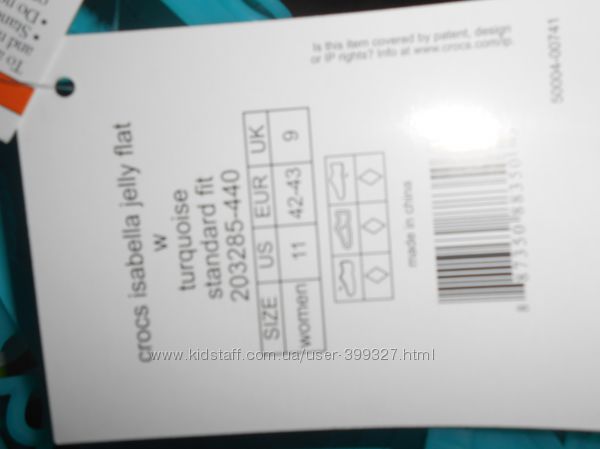 crocs isabella jelly flat
w
turquoise
standard fit
203285-440
SIZE US EUR UK
women 11 42-43 9
made in china
Is this item covered by patent, design
or IP rights? Info at www.crocs.com/ip.
50004-00741
www.kidstaff.com.ua/user-399327.html